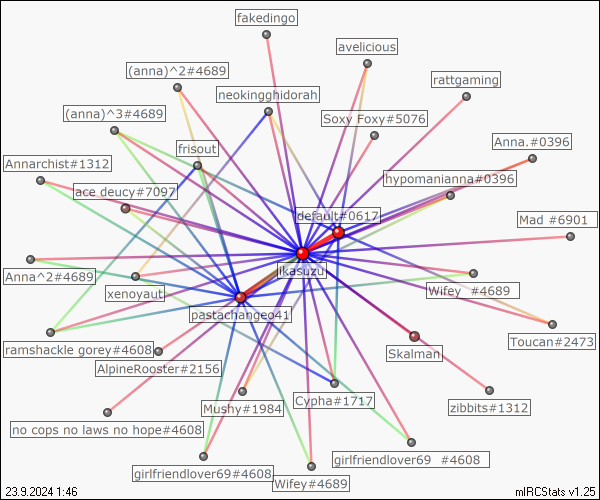 fakedingo
avelicious
(anna)^2#4689
rattgaming
neokingghidorah
(anna)^3#4689
Soxy Foxy#5076
Anna.#0396
frisout
Annarchist#1312
hypomanianna#0396
ace deucy#7097
default#0617
Mad #6901
Ikasuzu
Anna^2#4689
xenoyaut
Wifey #4689
pastachangeo41
Toucan#2473
ramshackle gorey#4608
Skalman
AlpineRooster#2156
Cypha#1717
Mushy#1984
zibbits#1312
no cops no laws no hope#4608
girlfriendlover69 #4608
girlfriendlover69#4608
Wifey#4689
23.9.2024 1:46
mIRCStats v1.25